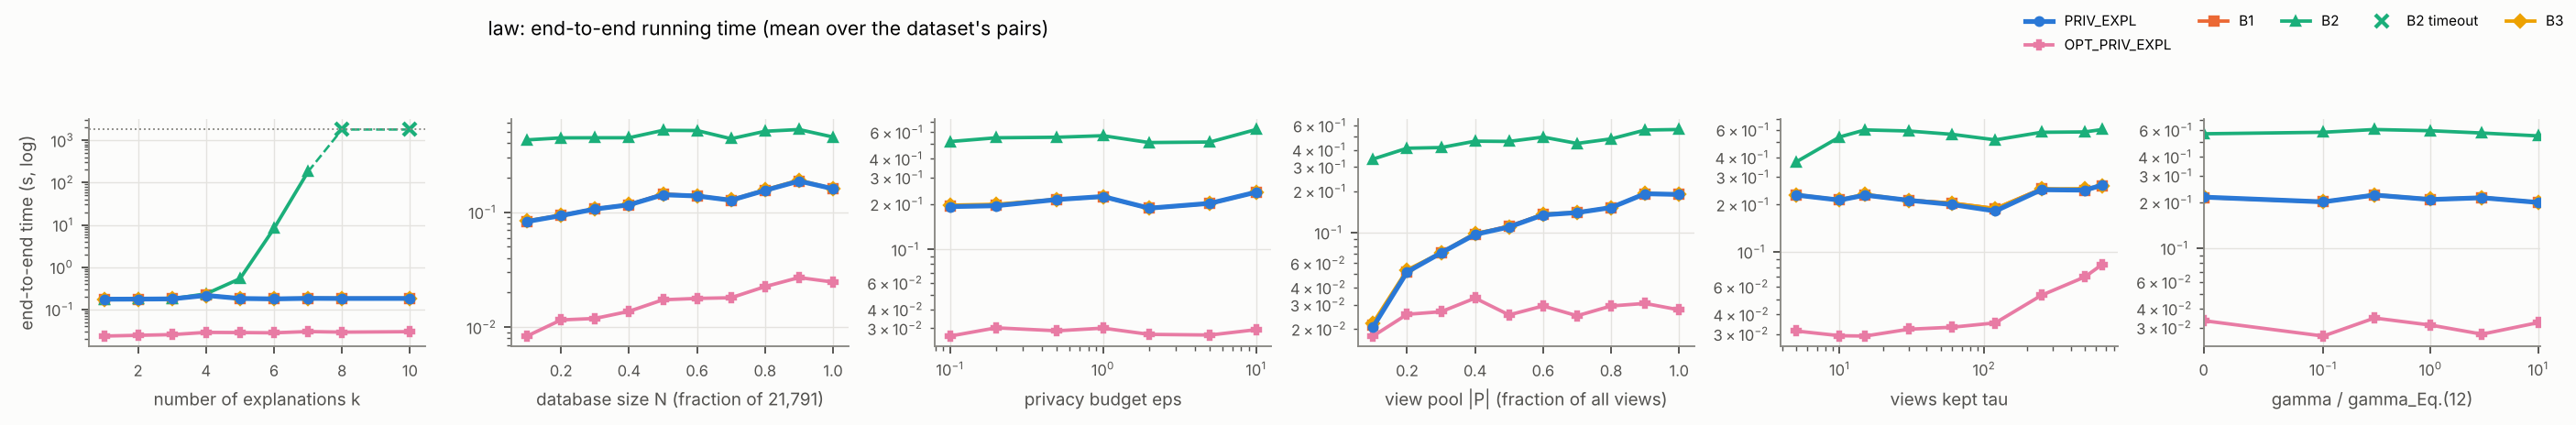 law: end-to-end running time (mean over the dataset's pairs)
PRIV_EXPL
B1
B2
B2 timeout
B3
OPT_PRIV_EXPL
end-to-end time (s, log)
10³
10²
10¹
10⁰
10⁻¹
2
4
6
8
10
number of explanations k
10⁻¹
10⁻²
0.2
0.4
0.6
0.8
1.0
database size N (fraction of 21,791)
6 × 10⁻¹
4 × 10⁻¹
3 × 10⁻¹
2 × 10⁻¹
10⁻¹
6 × 10⁻²
4 × 10⁻²
3 × 10⁻²
10⁻¹
10⁰
10¹
privacy budget eps
6 × 10⁻¹
4 × 10⁻¹
3 × 10⁻¹
2 × 10⁻¹
10⁻¹
6 × 10⁻²
4 × 10⁻²
3 × 10⁻²
2 × 10⁻²
0.2
0.4
0.6
0.8
1.0
view pool |P| (fraction of all views)
6 × 10⁻¹
4 × 10⁻¹
3 × 10⁻¹
2 × 10⁻¹
10⁻¹
6 × 10⁻²
4 × 10⁻²
3 × 10⁻²
10¹
10²
views kept tau
6 × 10⁻¹
4 × 10⁻¹
3 × 10⁻¹
2 × 10⁻¹
10⁻¹
6 × 10⁻²
4 × 10⁻²
3 × 10⁻²
0
10⁻¹
10⁰
10¹
gamma / gamma_Eq.(12)